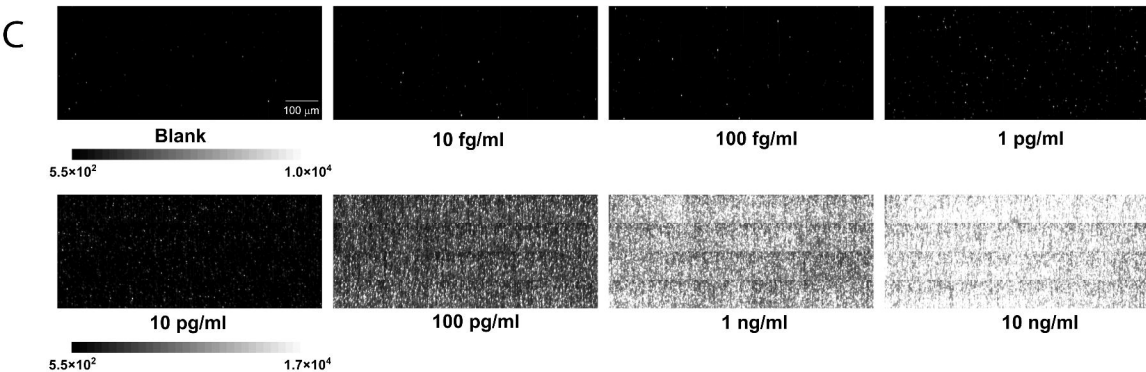 C
100 μm
Blank
10 fg/ml
100 fg/ml
1 pg/ml
5.5×10²
1.0×10⁴
10 pg/ml
100 pg/ml
1 ng/ml
10 ng/ml
5.5×10²
1.7×10⁴